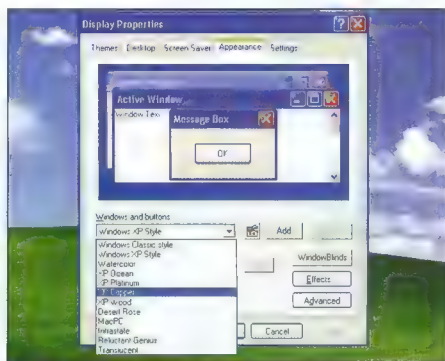 Display Properties
Themes Desktop Screen Saver Appearance Settings
Active Window
Window Text
Message Box
OK
Windows and buttons
Windows XP Style
Add
Windows Classic style
Windows XP Style
Watercolor
XP Ocean
XP Platinum
XP Copper
XP Wood
Desert Rose
MacPC
Infrastate
Reluctant Genius
Translucent
WindowBlinds
Effects
Advanced
Cancel